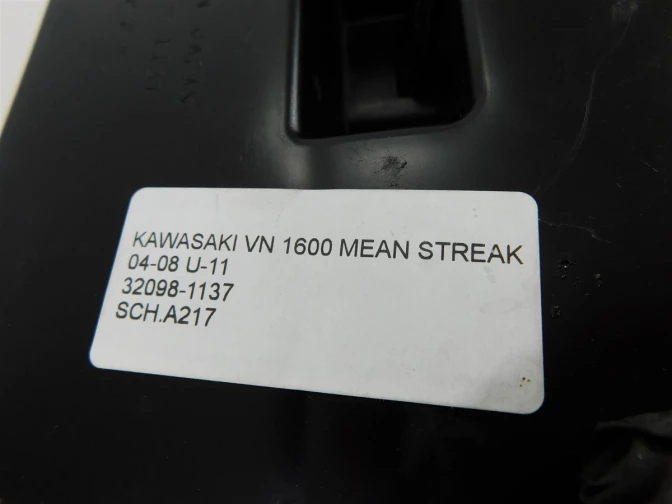 KAWASAKI VN 1600 MEAN STREAK
04-08 U-11
32098-1137
SCH.A217